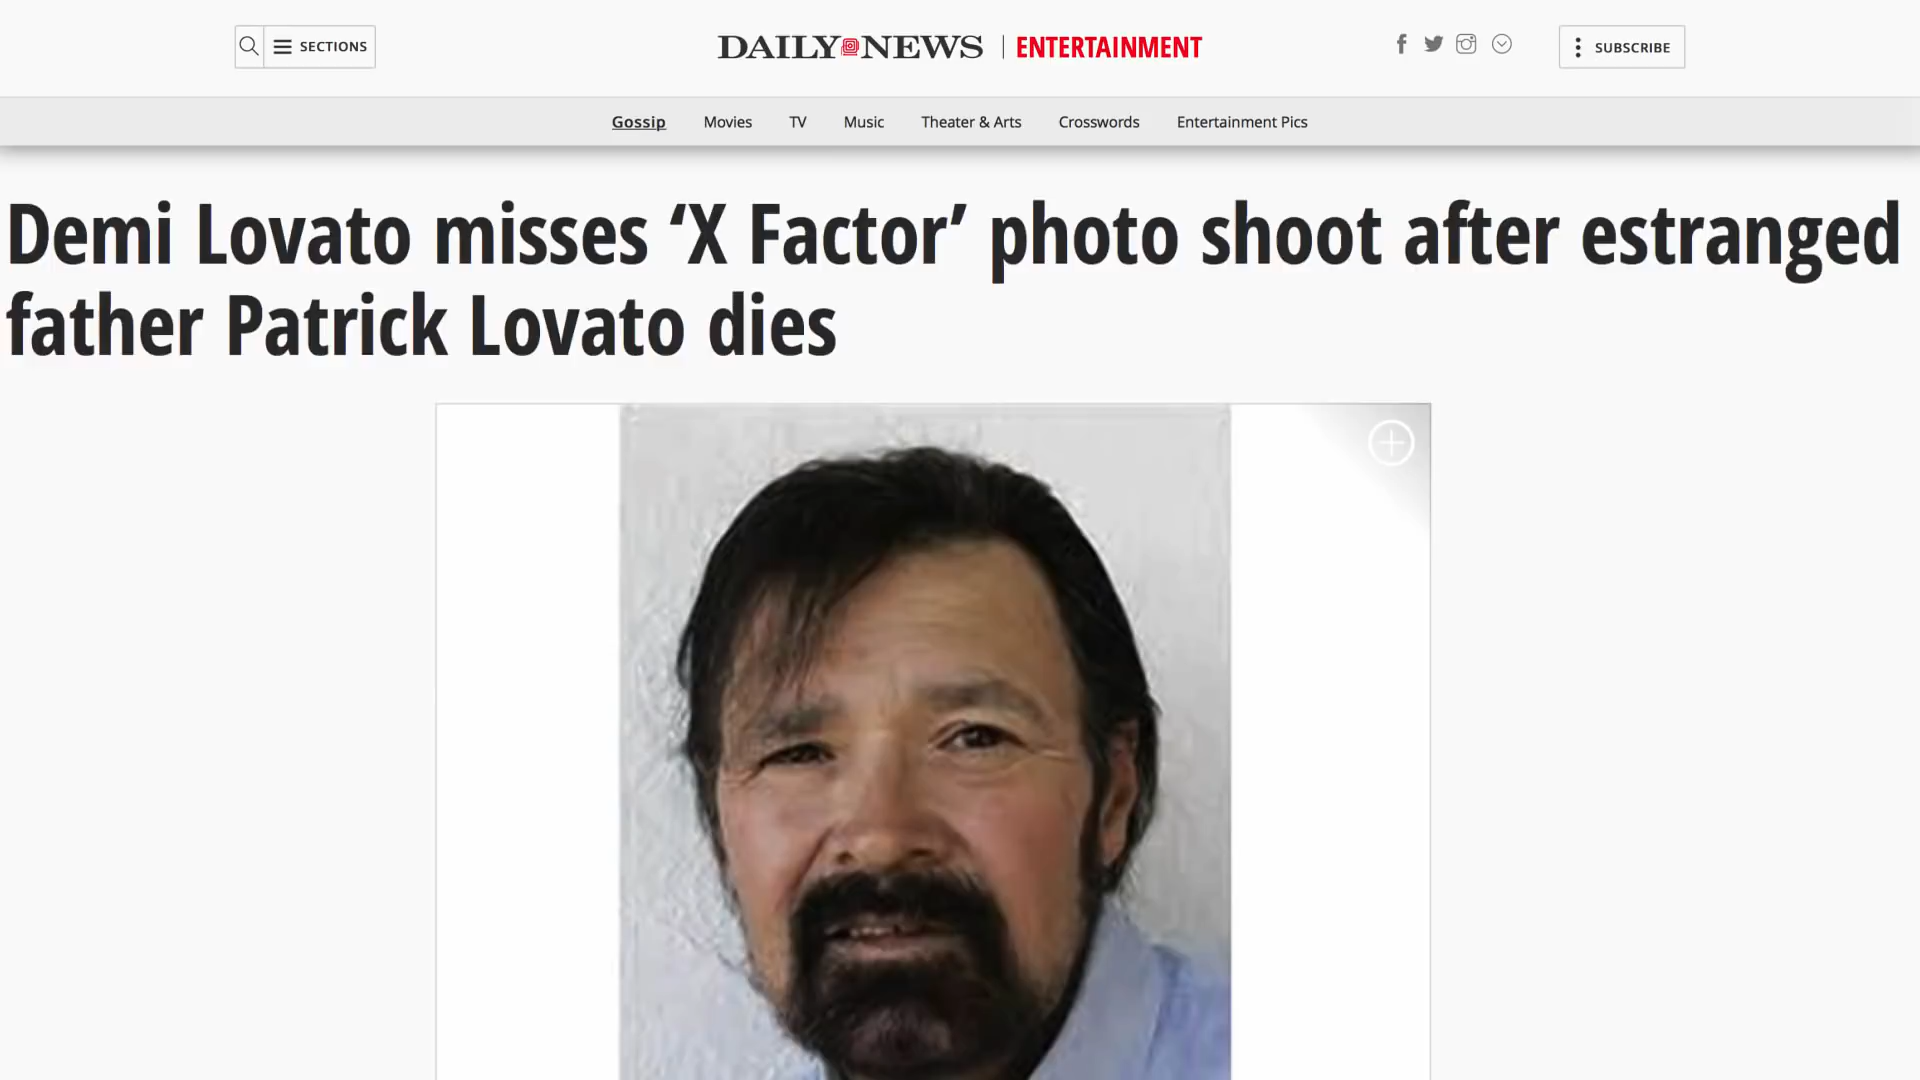 SECTIONS
DAILY NEWS | ENTERTAINMENT
SUBSCRIBE
Gossip Movies TV Music Theater & Arts Crosswords Entertainment Pics
Demi Lovato misses ‘X Factor’ photo shoot after estranged
father Patrick Lovato dies